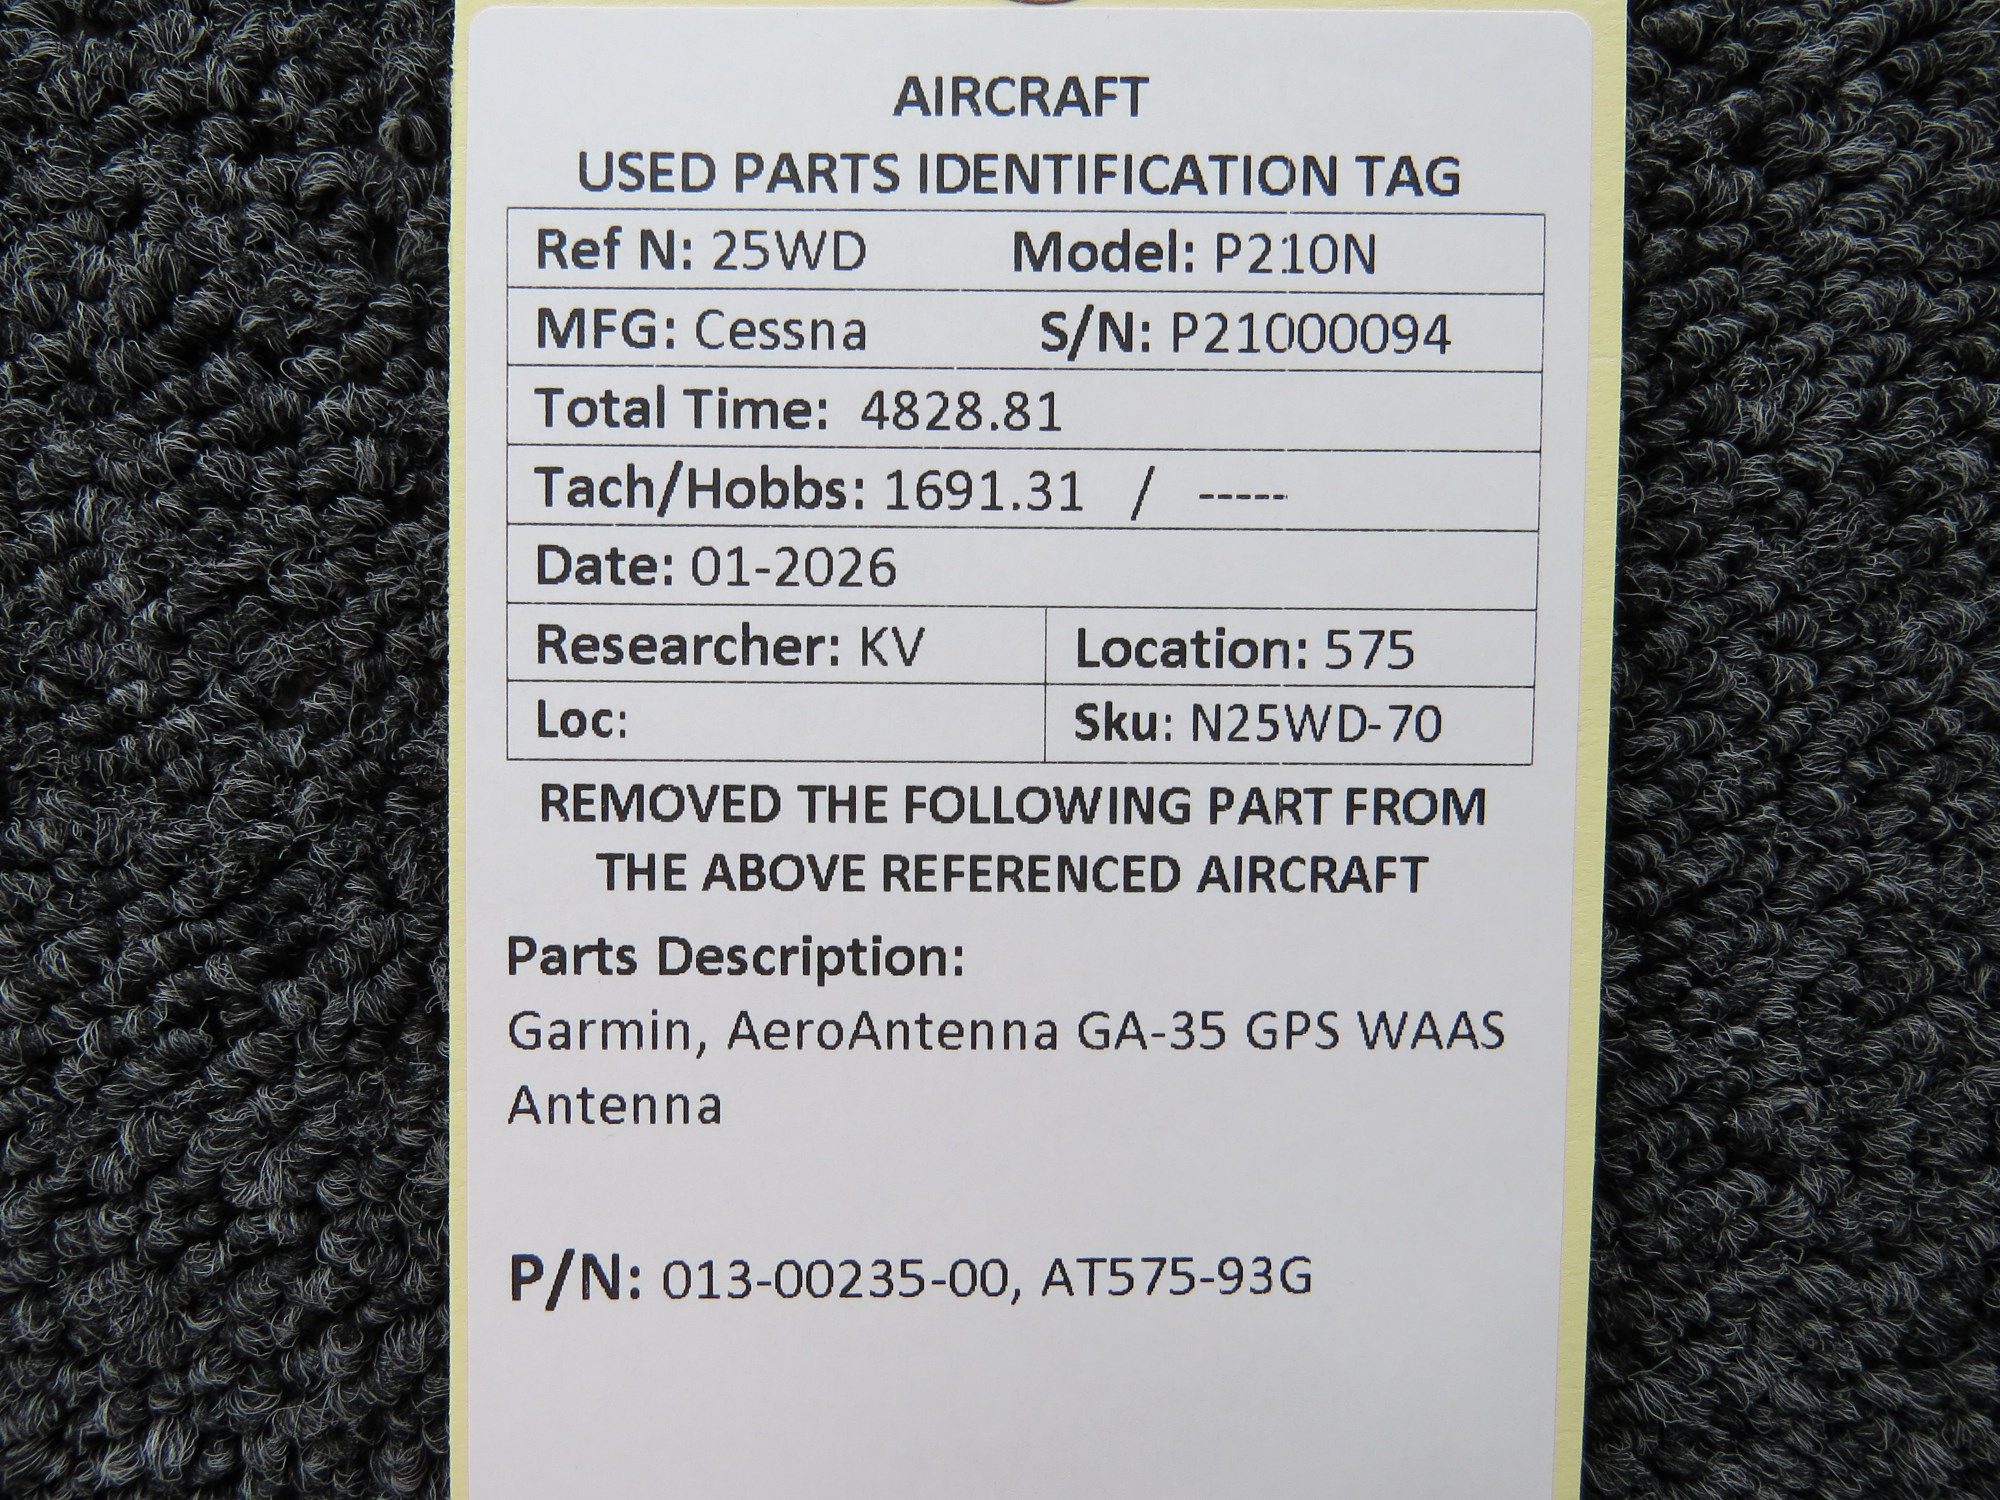 AIRCRAFT
USED PARTS IDENTIFICATION TAG
Ref N: 25WD Model: P210N
MFG: Cessna S/N: P21000094
Total Time: 4828.81
Tach/Hobbs: 1691.31 / -----
Date: 01-2026
Researcher: KV Location: 575
Loc: Sku: N25WD-70
REMOVED THE FOLLOWING PART FROM
THE ABOVE REFERENCED AIRCRAFT
Parts Description:
Garmin, AeroAntenna GA-35 GPS WAAS
Antenna
P/N: 013-00235-00, AT575-93G